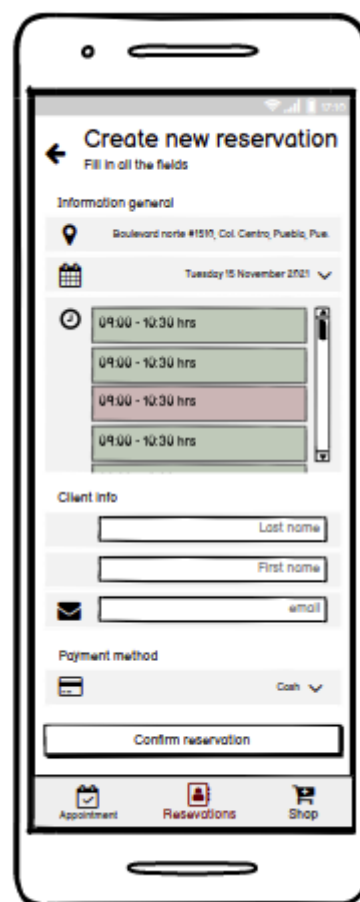 Create new reservation
Fill in all the fields
Information general
Boulevard norte #1510, Col. Centro, Puebla, Pue.
Tuesday 15 November 2021
09:00 - 10:30 hrs
09:00 - 10:30 hrs
09:00 - 10:30 hrs
09:00 - 10:30 hrs
Client info
Last name
First name
email
Payment method
Cash
Confirm reservation
Appointment
Resevations
Shop